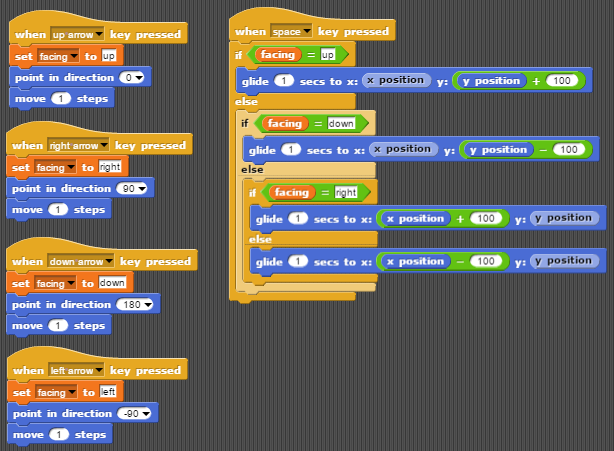 when up arrow key pressed
set facing to up
point in direction 0
move 1 steps
when right arrow key pressed
set facing to right
point in direction 90
move 1 steps
when down arrow key pressed
set facing to down
point in direction 180
move 1 steps
when left arrow key pressed
set facing to left
point in direction -90
move 1 steps
when space key pressed
if facing = up
glide 1 secs to x: x position y: y position + 100
else
if facing = down
glide 1 secs to x: x position y: y position - 100
else
if facing = right
glide 1 secs to x: x position + 100 y: y position
else
glide 1 secs to x: x position - 100 y: y position